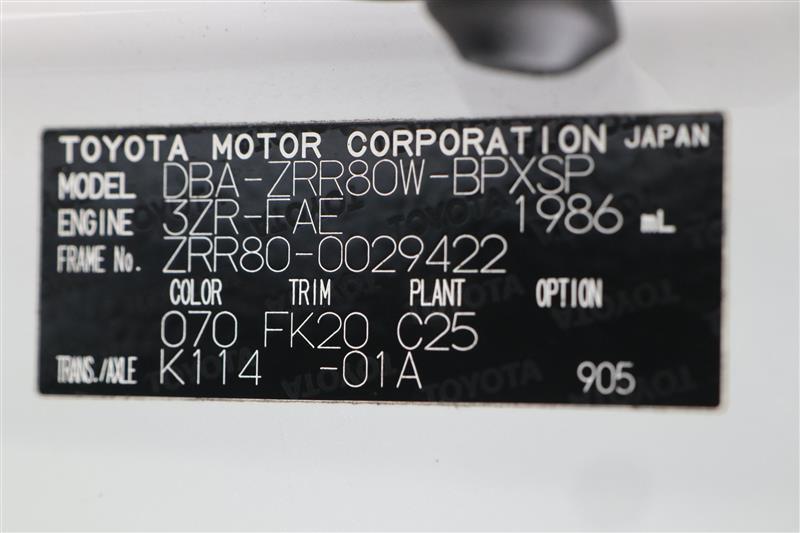 TOYOTA MOTOR CORPORATION JAPAN
MODEL DBA-ZRR80W-BPXSP
ENGINE 3ZR-FAE 1986 mL
FRAME No. ZRR80-0029422
COLOR TRIM PLANT OPTION
070 FK20 C25
TRANS./AXLE K114 -01A 905